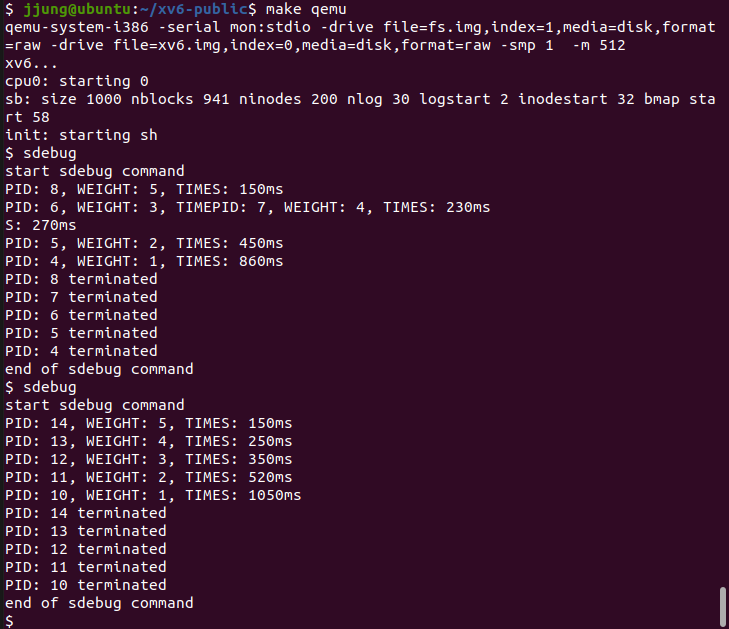 $ jjung@ubuntu:~/xv6-public$ make qemu
qemu-system-i386 -serial mon:stdio -drive file=fs.img,index=1,media=disk,format
=raw -drive file=xv6.img,index=0,media=disk,format=raw -smp 1  -m 512
xv6...
cpu0: starting 0
sb: size 1000 nblocks 941 ninodes 200 nlog 30 logstart 2 inodestart 32 bmap sta
rt 58
init: starting sh
$ sdebug
start sdebug command
PID: 8, WEIGHT: 5, TIMES: 150ms
PID: 6, WEIGHT: 3, TIMEPID: 7, WEIGHT: 4, TIMES: 230ms
S: 270ms
PID: 5, WEIGHT: 2, TIMES: 450ms
PID: 4, WEIGHT: 1, TIMES: 860ms
PID: 8 terminated
PID: 7 terminated
PID: 6 terminated
PID: 5 terminated
PID: 4 terminated
end of sdebug command
$ sdebug
start sdebug command
PID: 14, WEIGHT: 5, TIMES: 150ms
PID: 13, WEIGHT: 4, TIMES: 250ms
PID: 12, WEIGHT: 3, TIMES: 350ms
PID: 11, WEIGHT: 2, TIMES: 520ms
PID: 10, WEIGHT: 1, TIMES: 1050ms
PID: 14 terminated
PID: 13 terminated
PID: 12 terminated
PID: 11 terminated
PID: 10 terminated
end of sdebug command
$